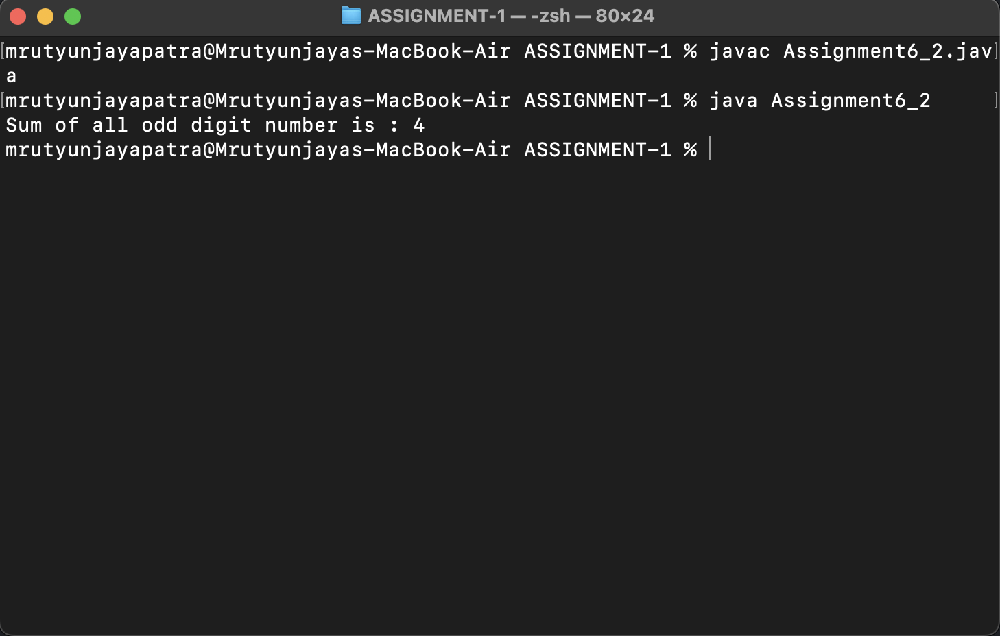 ASSIGNMENT-1 — -zsh — 80×24
[mrutyunjayapatra@Mrutyunjayas-MacBook-Air ASSIGNMENT-1 % javac Assignment6_2.jav]
a
[mrutyunjayapatra@Mrutyunjayas-MacBook-Air ASSIGNMENT-1 % java Assignment6_2 ]
Sum of all odd digit number is : 4
mrutyunjayapatra@Mrutyunjayas-MacBook-Air ASSIGNMENT-1 %